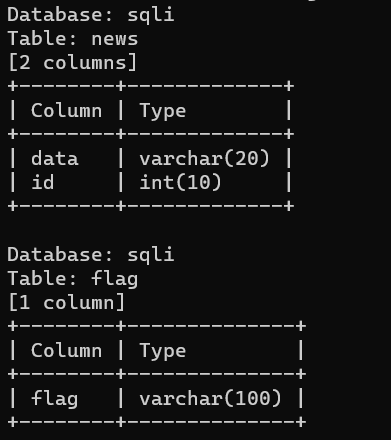 Database: sqli
Table: news
[2 columns]
+--------+-------------+
| Column | Type        |
+--------+-------------+
| data   | varchar(20) |
| id     | int(10)     |
+--------+-------------+

Database: sqli
Table: flag
[1 column]
+--------+--------------+
| Column | Type         |
+--------+--------------+
| flag   | varchar(100) |
+--------+--------------+